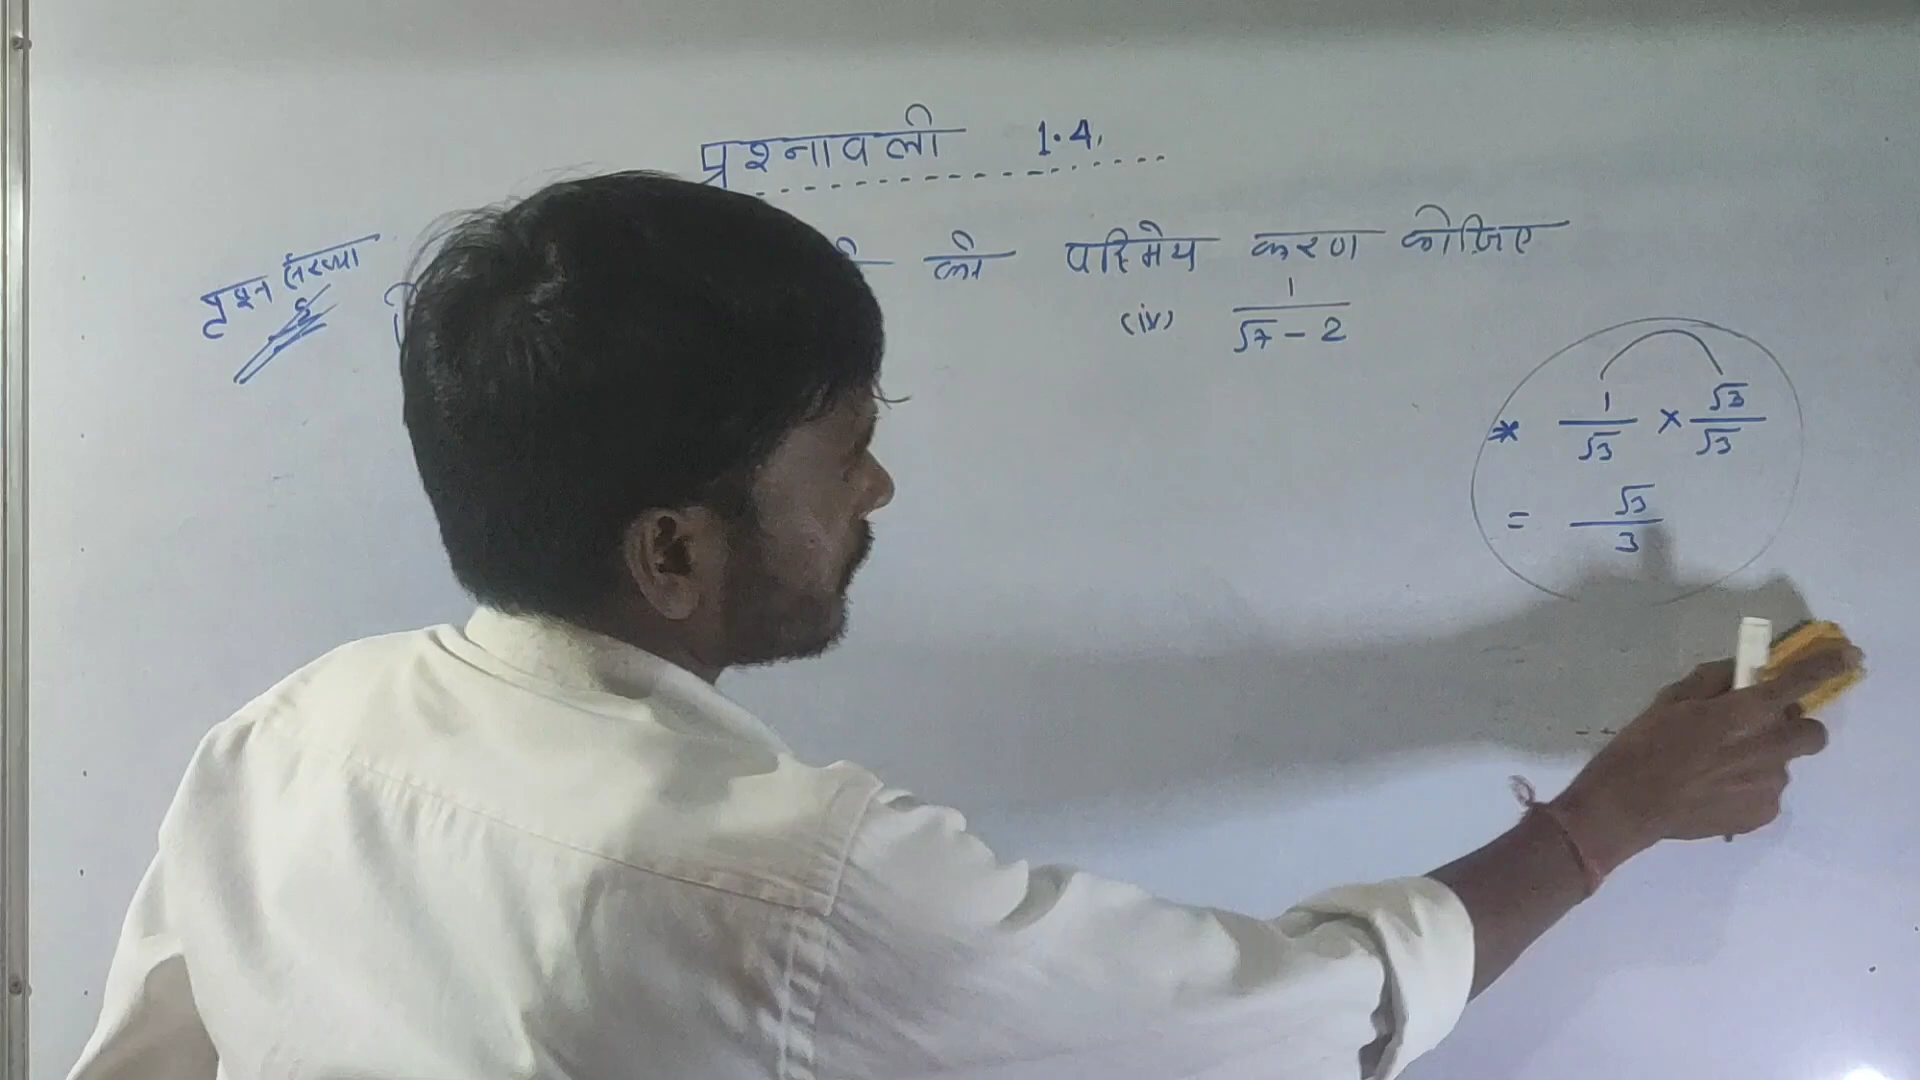 प्रश्नावली 1.4.
प्रश्न संख्या को परिमेय करण कीजिए
(iv) 1/(√7 - 2)
* 1/√3 × √3/√3
= √3/3